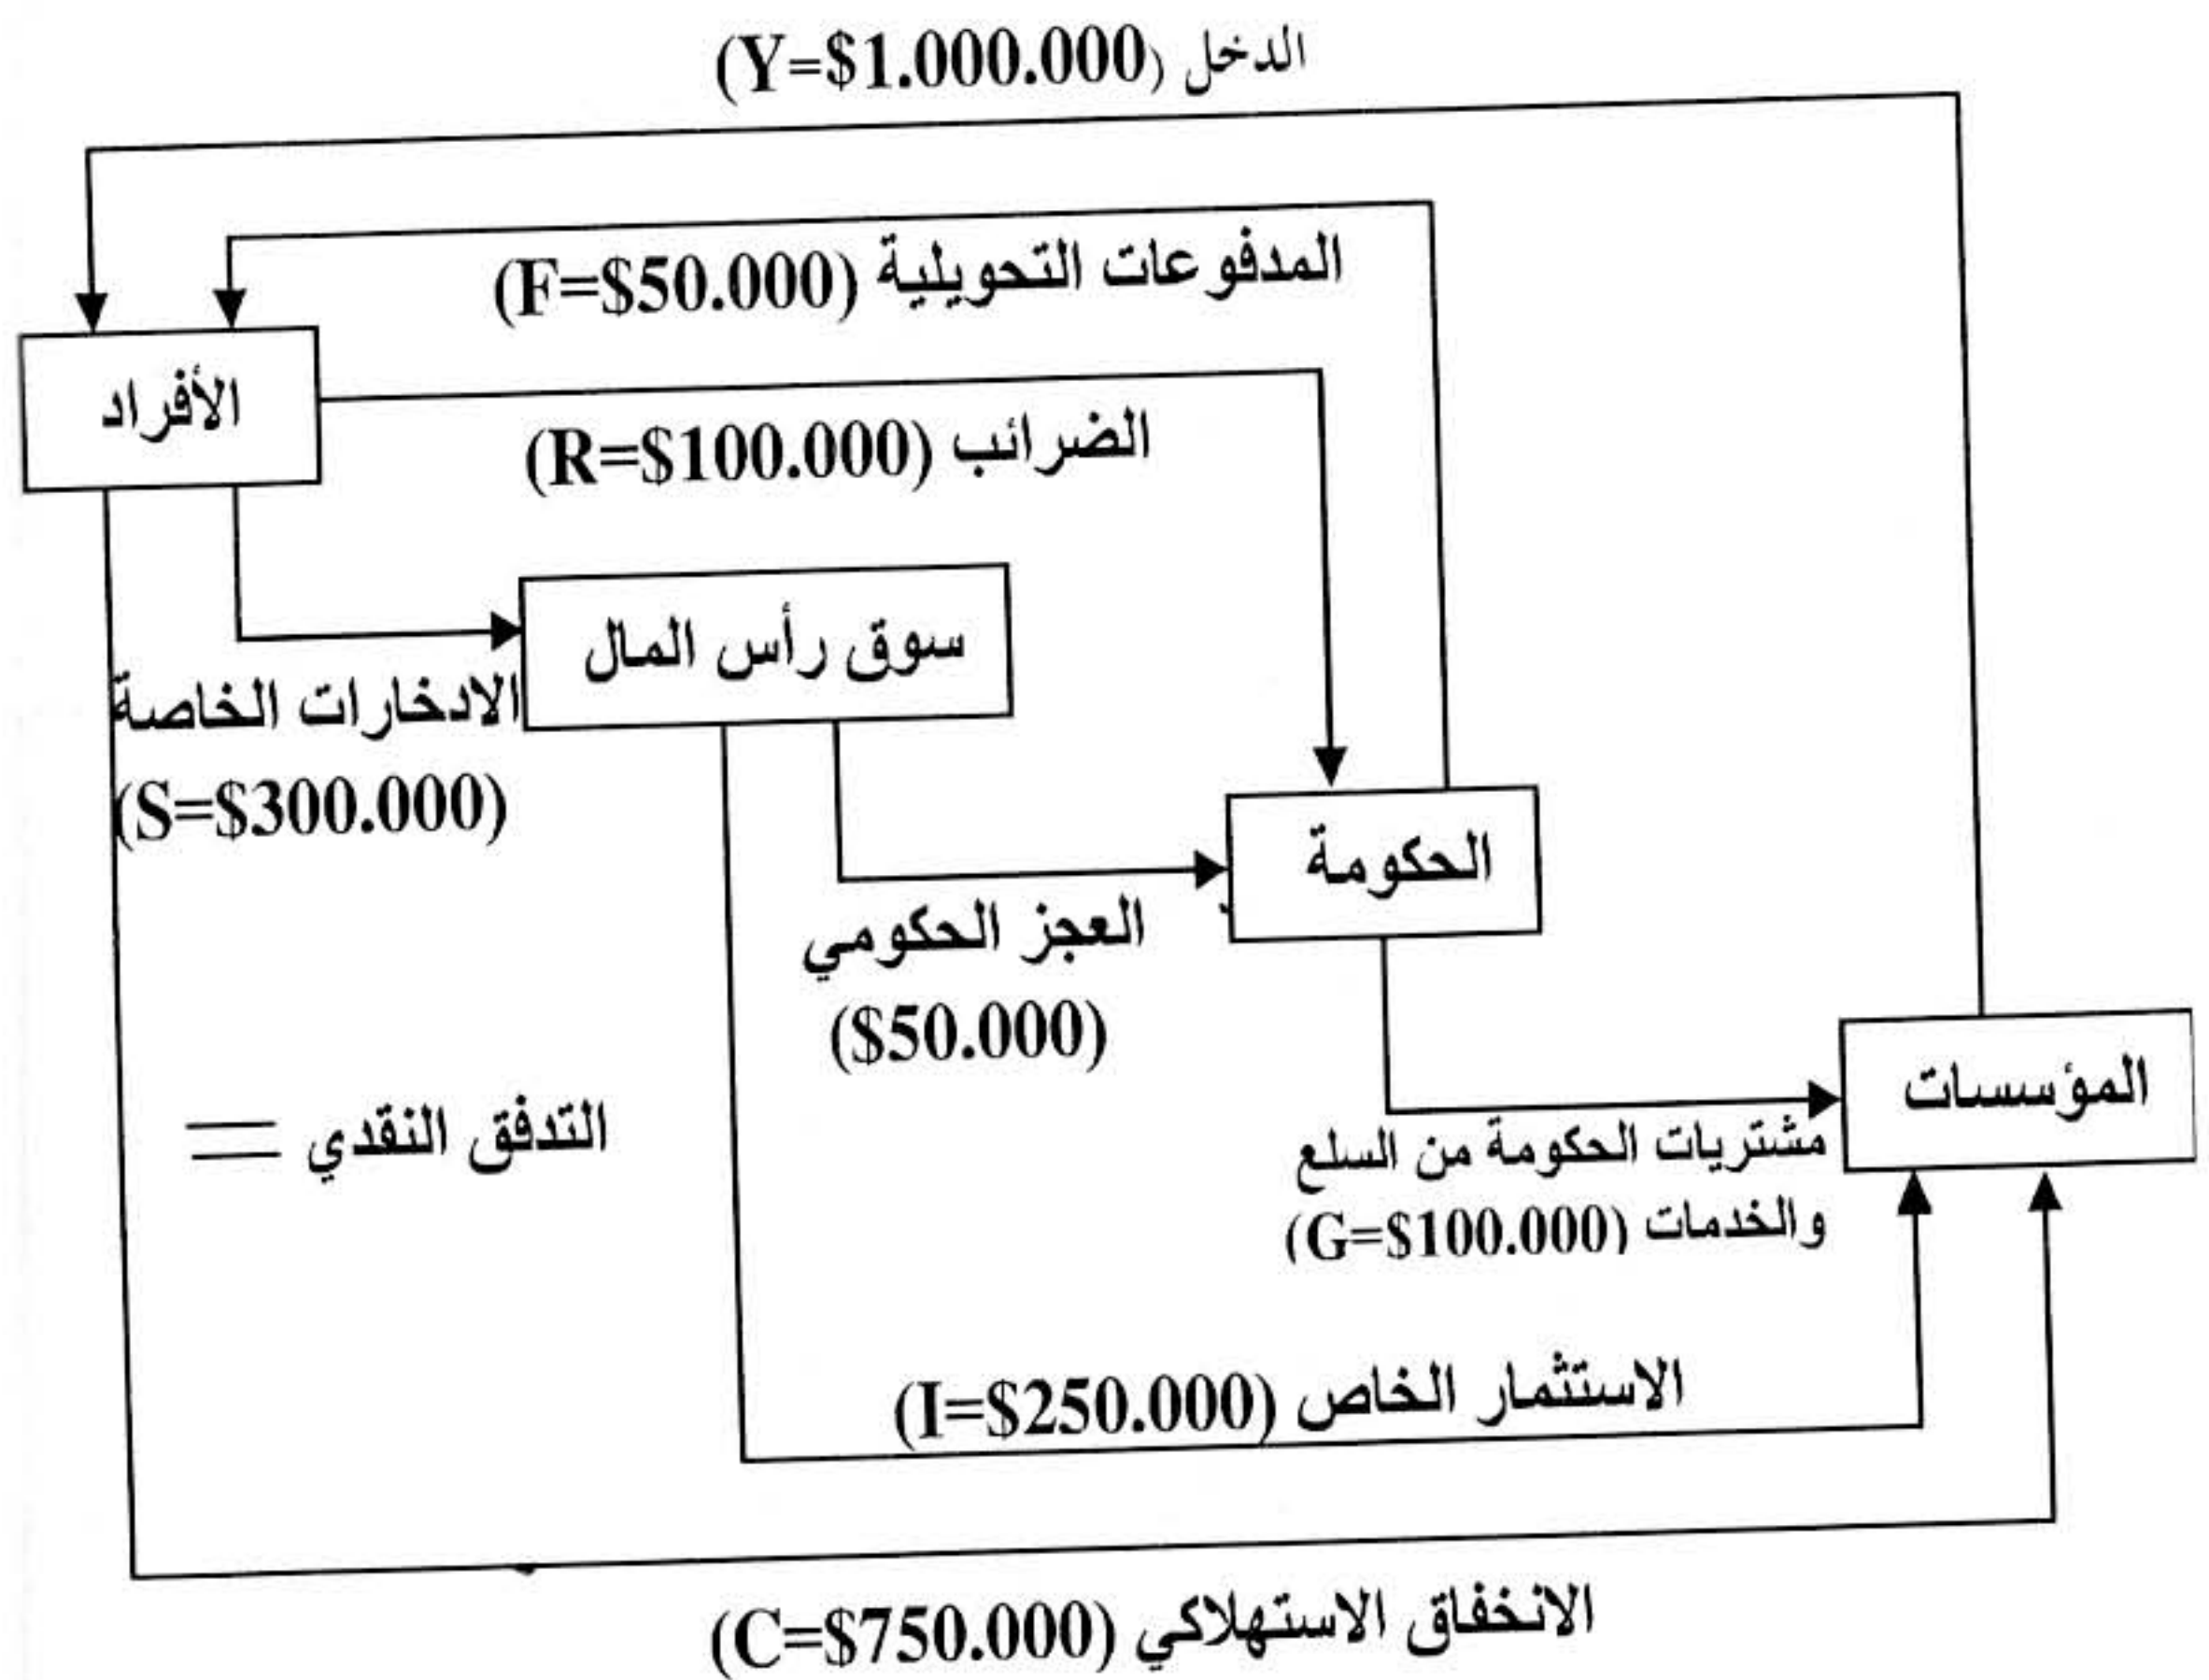 الدخل (Y=$1.000.000)
المدفوعات التحويلية (F=$50.000)
الأفراد
الضرائب (R=$100.000)
سوق رأس المال
الادخارات الخاصة
(S=$300.000)
الحكومة
العجز الحكومي
($50.000)
المؤسسات
التدفق النقدي
مشتريات الحكومة من السلع
والخدمات (G=$100.000)
الاستثمار الخاص (I=$250.000)
الانخفاق الاستهلاكي (C=$750.000)